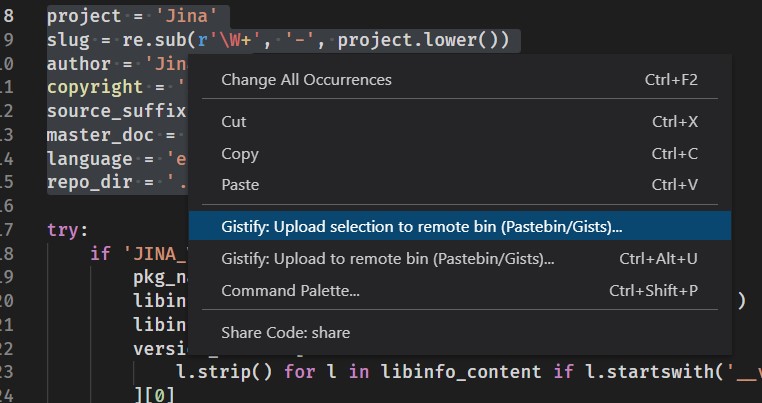 8 project = 'Jina'
9 slug = re.sub(r'\W+', '-', project.lower())
10 author = 'Jin
11 copyright = '
12 source_suffix
13 master_doc =
14 language = 'e
15 repo_dir = '.
16
17 try:
18 if 'JINA_
19 pkg_n
20 libin )
21 libin
22 versi
23 l.strip() for l in libinfo_content if l.startswith('__v
24 ][0]
Change All Occurrences Ctrl+F2
Cut Ctrl+X
Copy Ctrl+C
Paste Ctrl+V
Gistify: Upload selection to remote bin (Pastebin/Gists)...
Gistify: Upload to remote bin (Pastebin/Gists)... Ctrl+Alt+U
Command Palette... Ctrl+Shift+P
Share Code: share